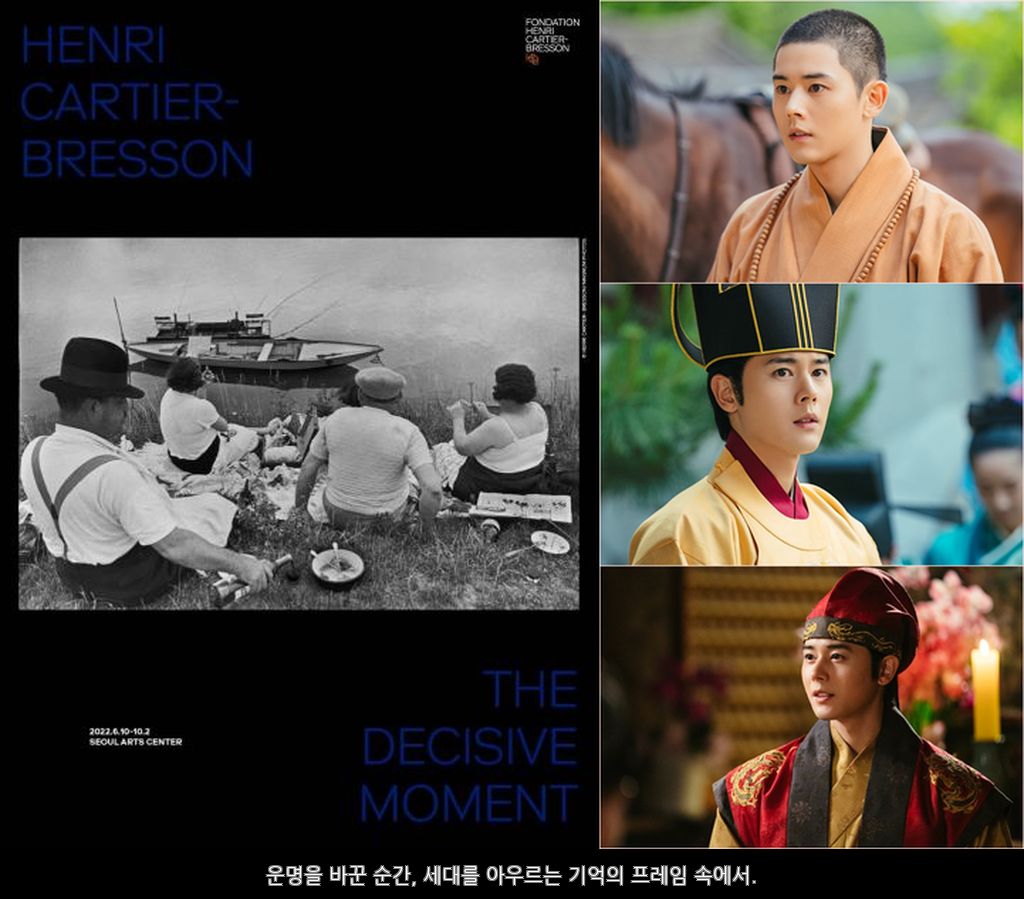 HENRI
CARTIER-
BRESSON
FONDATION
HENRI
CARTIER-
BRESSON
2022.6.10-10.2
SEOUL ARTS CENTER
THE
DECISIVE
MOMENT
운명을 바꾼 순간, 세대를 아우르는 기억의 프레임 속에서.